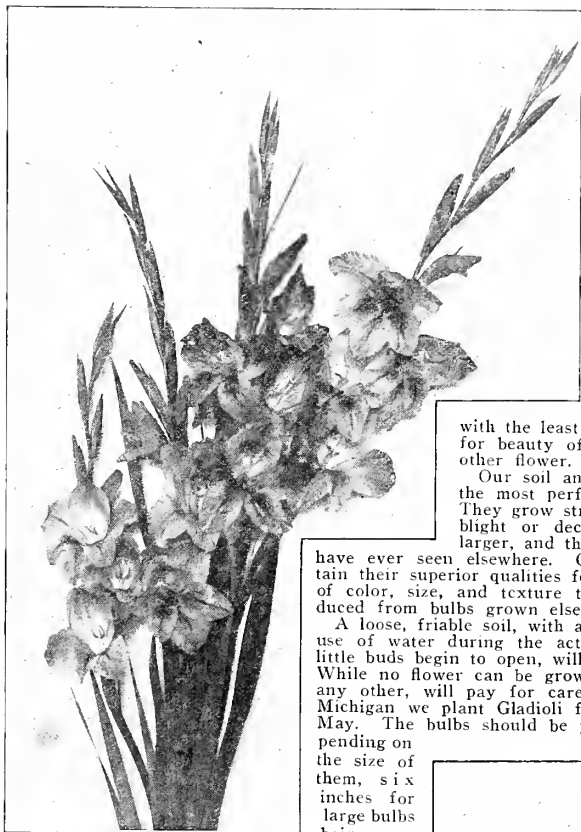 with the least
for beauty of
other flower.
Our soil an
the most perf
They grow str
blight or dec
larger, and th
have ever seen elsewhere.
tain their superior qualities f
of color, size, and texture t
duced from bulbs grown else
A loose, friable soil, with a
use of water during the act
little buds begin to open, will
While no flower can be grow
any other, will pay for care
Michigan we plant Gladioli f
May. The bulbs should be
pending on
the size of
them, six
inches for
large bulbs